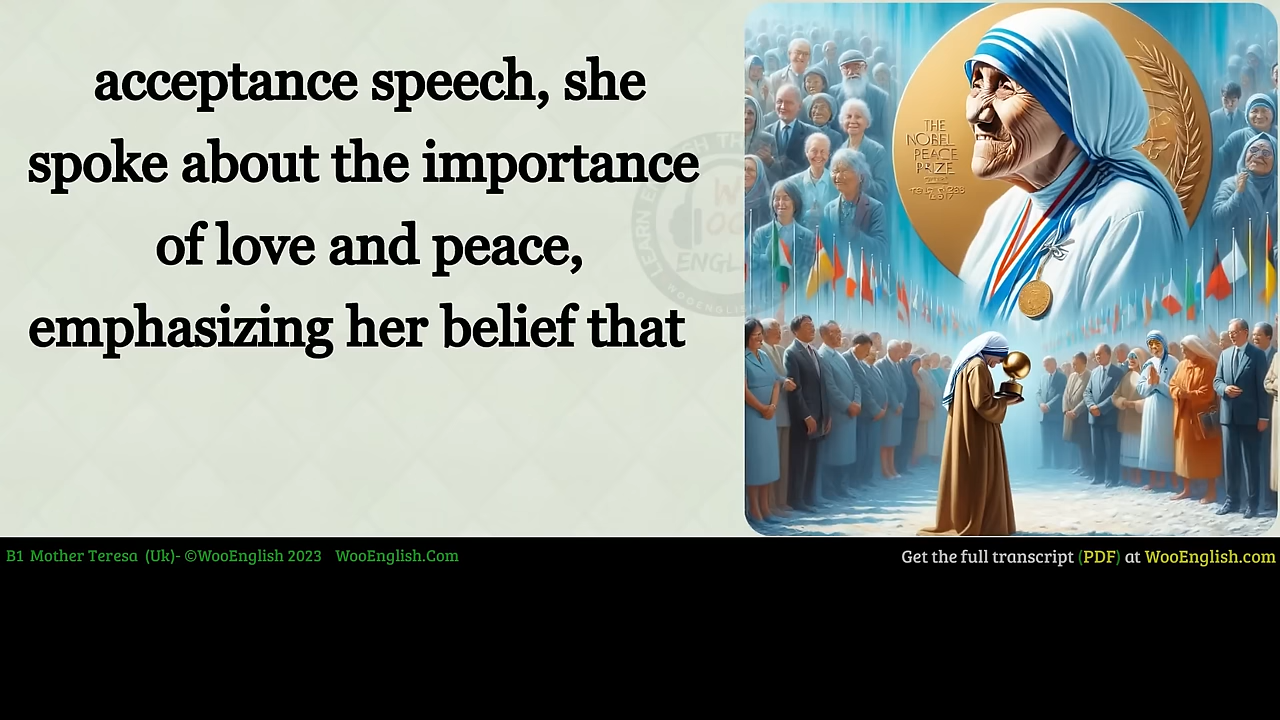 acceptance speech, she
spoke about the importance
of love and peace,
emphasizing her belief that
THE
NOBEL
PEACE
PRIZE
B1 Mother Teresa (Uk)- ©WooEnglish 2023 WooEnglish.Com
Get the full transcript (PDF) at WooEnglish.com